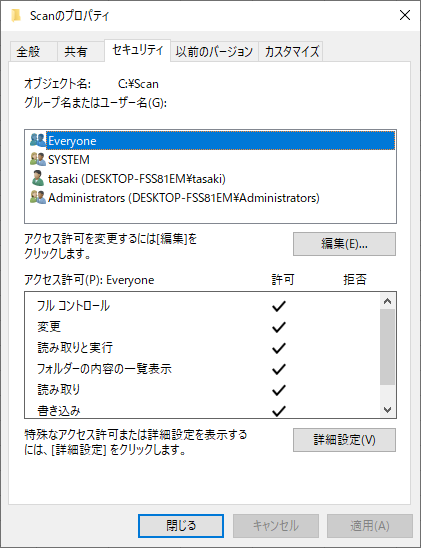 Scanのプロパティ
全般 共有 セキュリティ 以前のバージョン カスタマイズ
オブジェクト名: C:¥Scan
グループ名またはユーザー名(G):
Everyone
SYSTEM
tasaki (DESKTOP-FSS81EM¥tasaki)
Administrators (DESKTOP-FSS81EM¥Administrators)
アクセス許可を変更するには[編集]を
クリックします。
編集(E)...
アクセス許可(P): Everyone 許可 拒否
フル コントロール
変更
読み取りと実行
フォルダーの内容の一覧表示
読み取り
書き込み
特殊なアクセス許可または詳細設定を表示する
には、[詳細設定] をクリックします。
詳細設定(V)
閉じる キャンセル 適用(A)